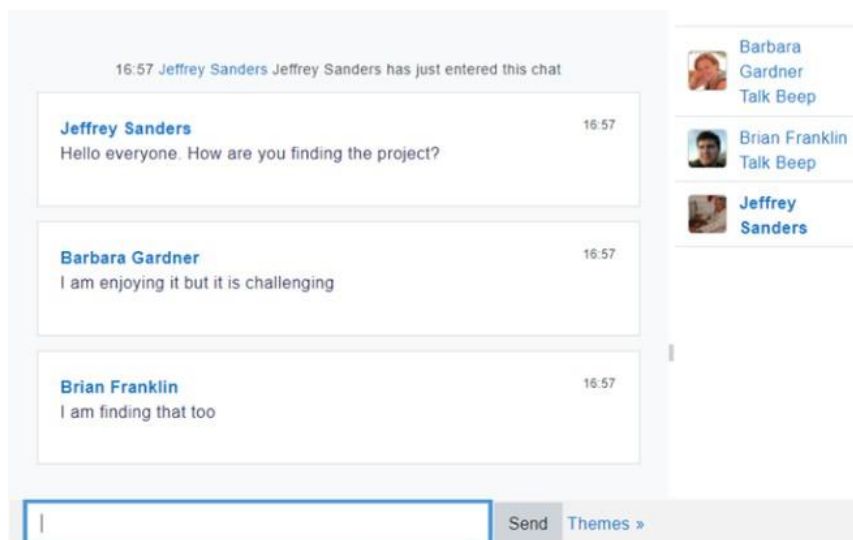 16:57 Jeffrey Sanders Jeffrey Sanders has just entered this chat
Jeffrey Sanders 16:57
Hello everyone. How are you finding the project?
Barbara Gardner 16:57
I am enjoying it but it is challenging
Brian Franklin 16:57
I am finding that too
Send Themes »
Barbara
Gardner
Talk Beep
Brian Franklin
Talk Beep
Jeffrey
Sanders